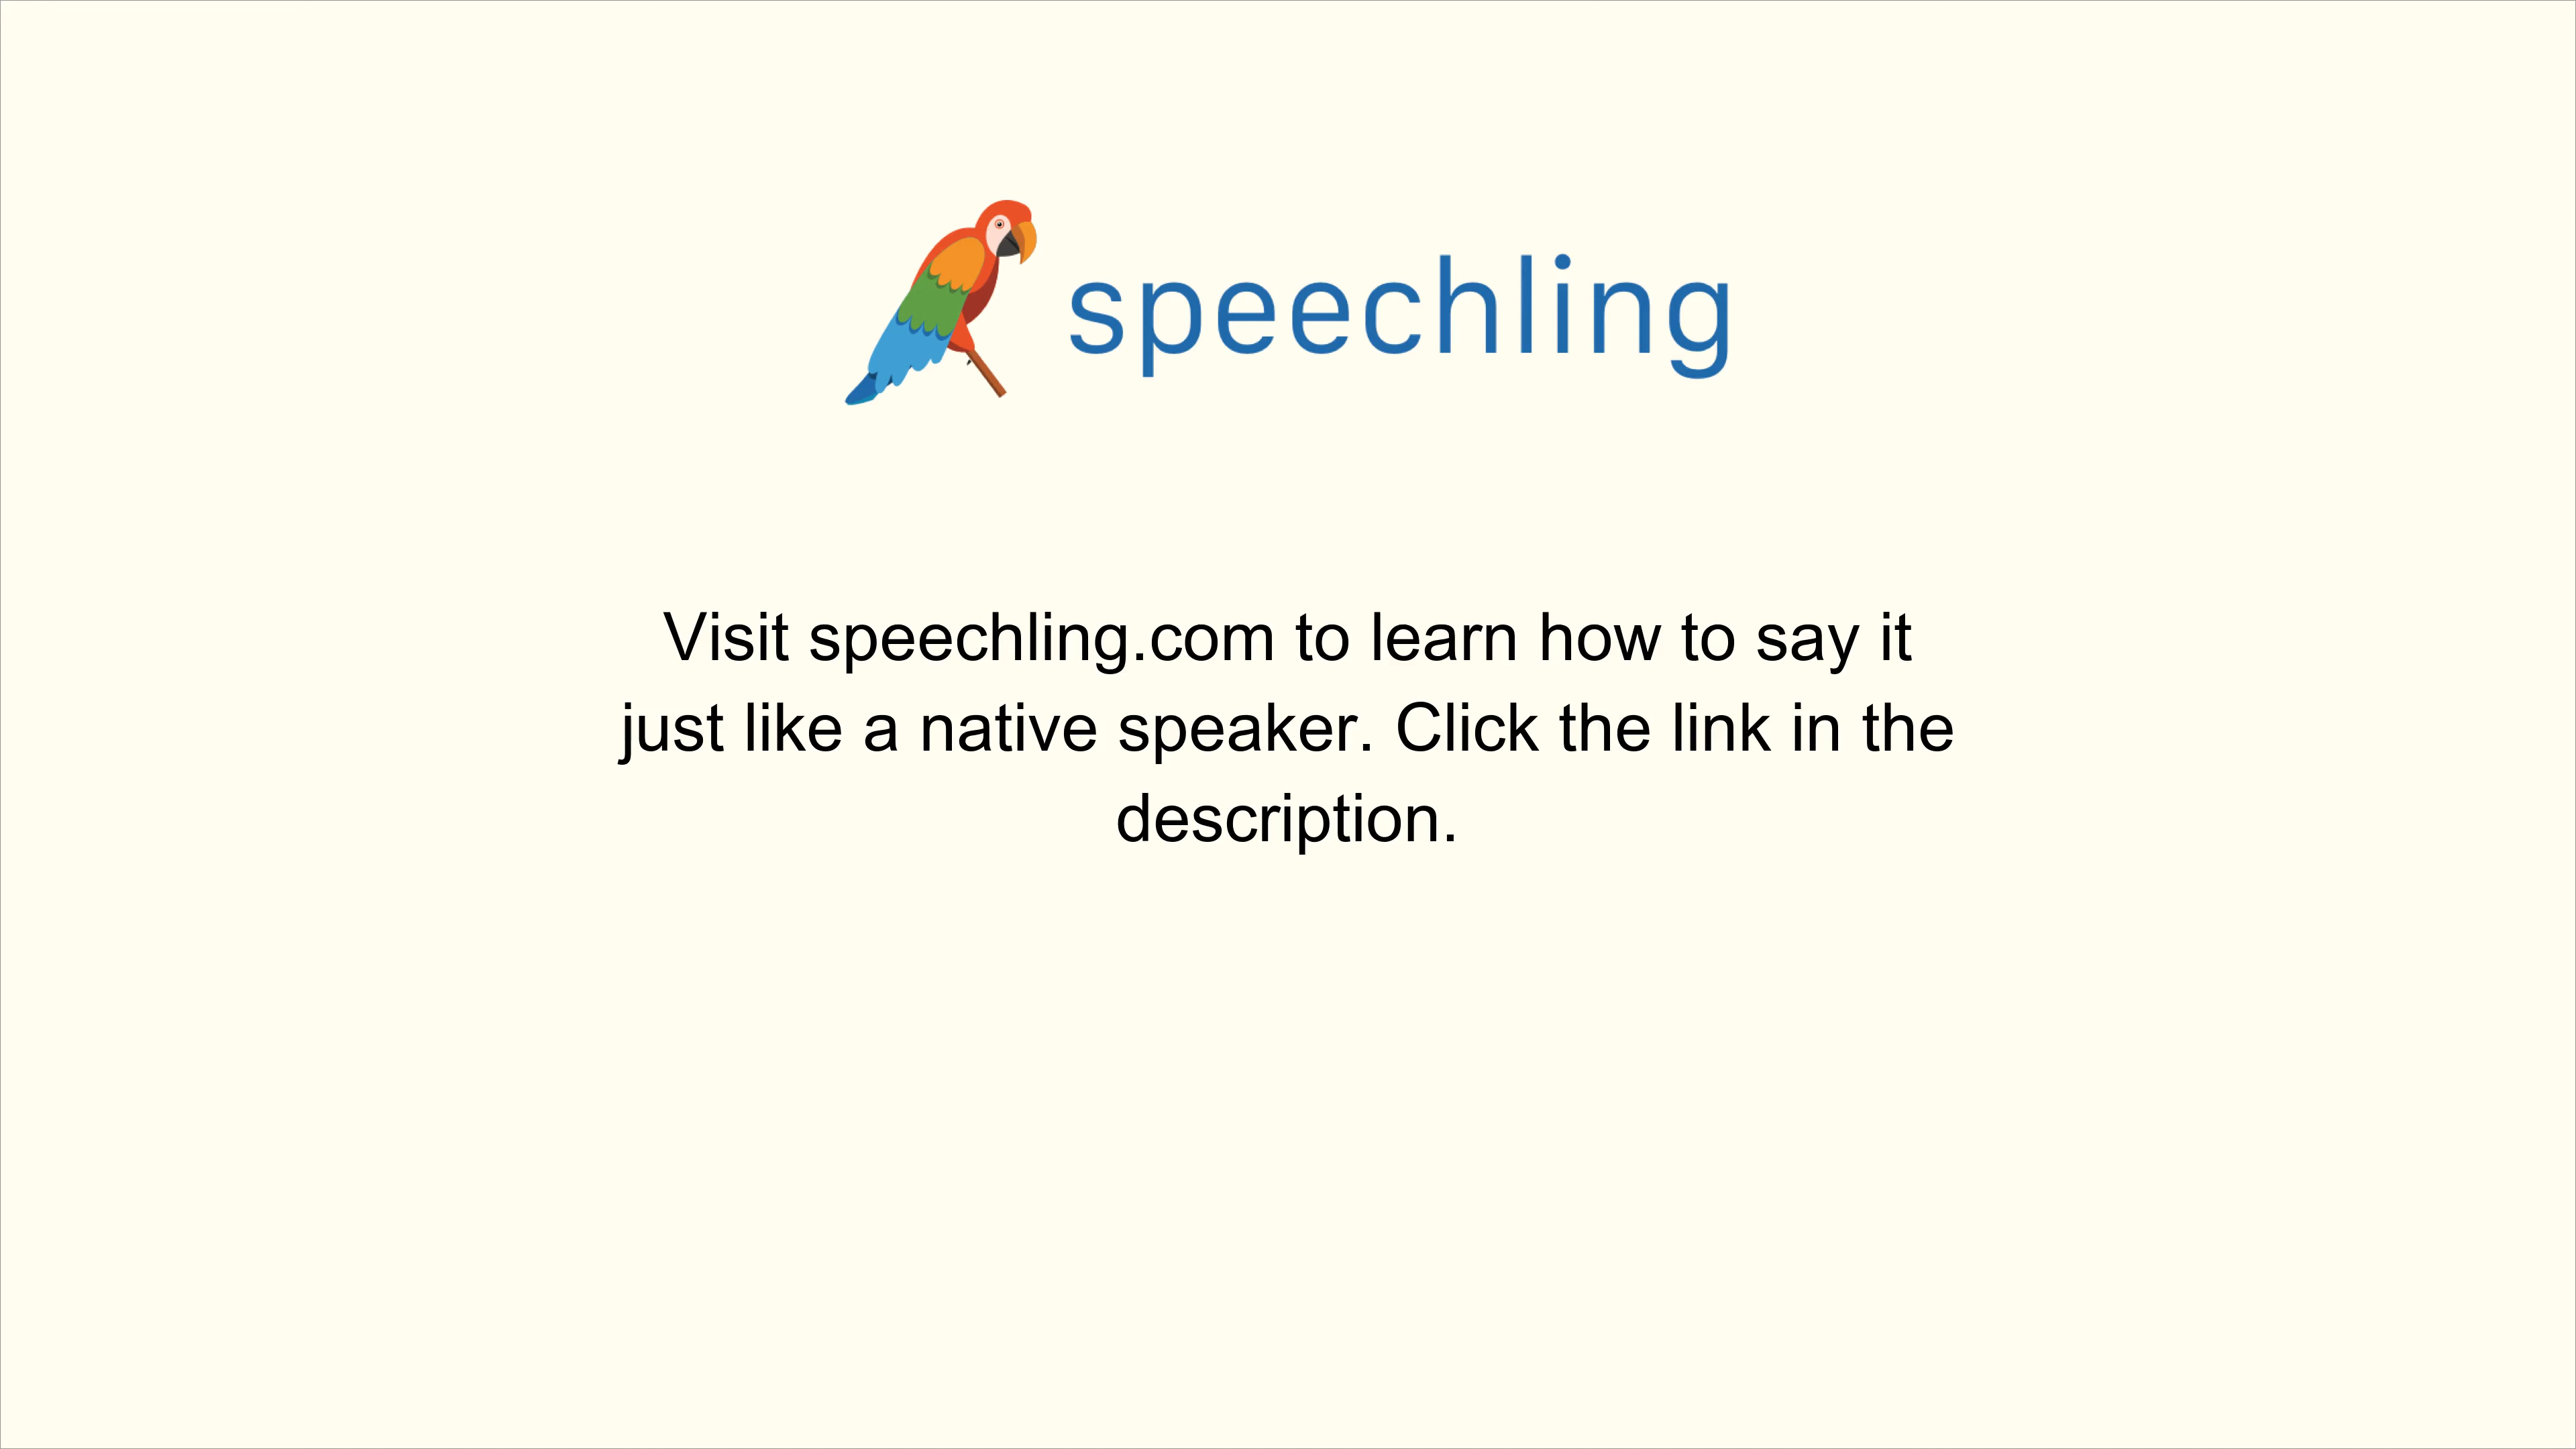 speechling
Visit speechling.com to learn how to say it
just like a native speaker. Click the link in the
description.